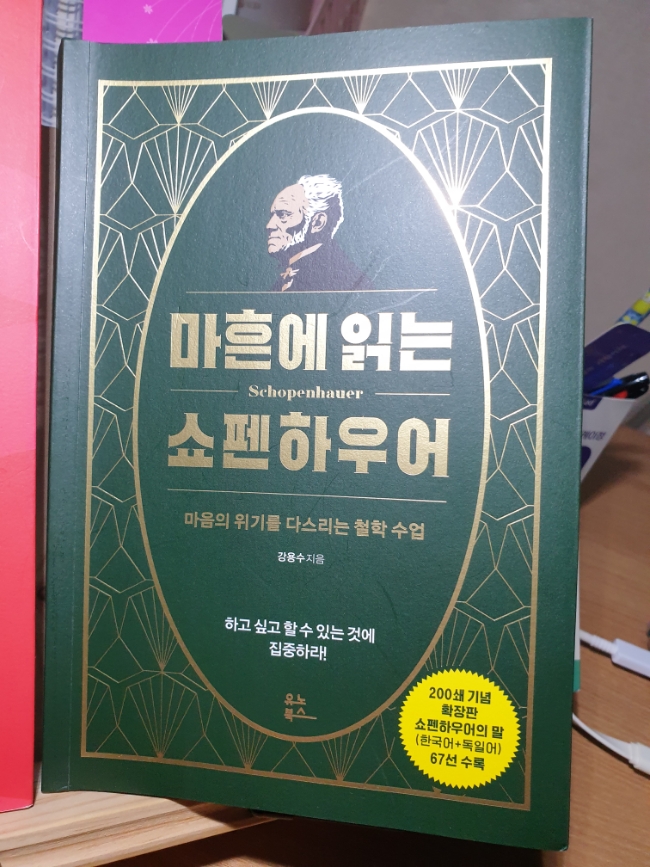 마흔에 읽는
Schopenhauer
쇼펜하우어
마음의 위기를 다스리는 철학 수업
강용수 지음
하고 싶고 할 수 있는 것에
집중하라!
유노
북스
200쇄 기념
확장판
쇼펜하우어의 말
(한국어+독일어)
67선 수록